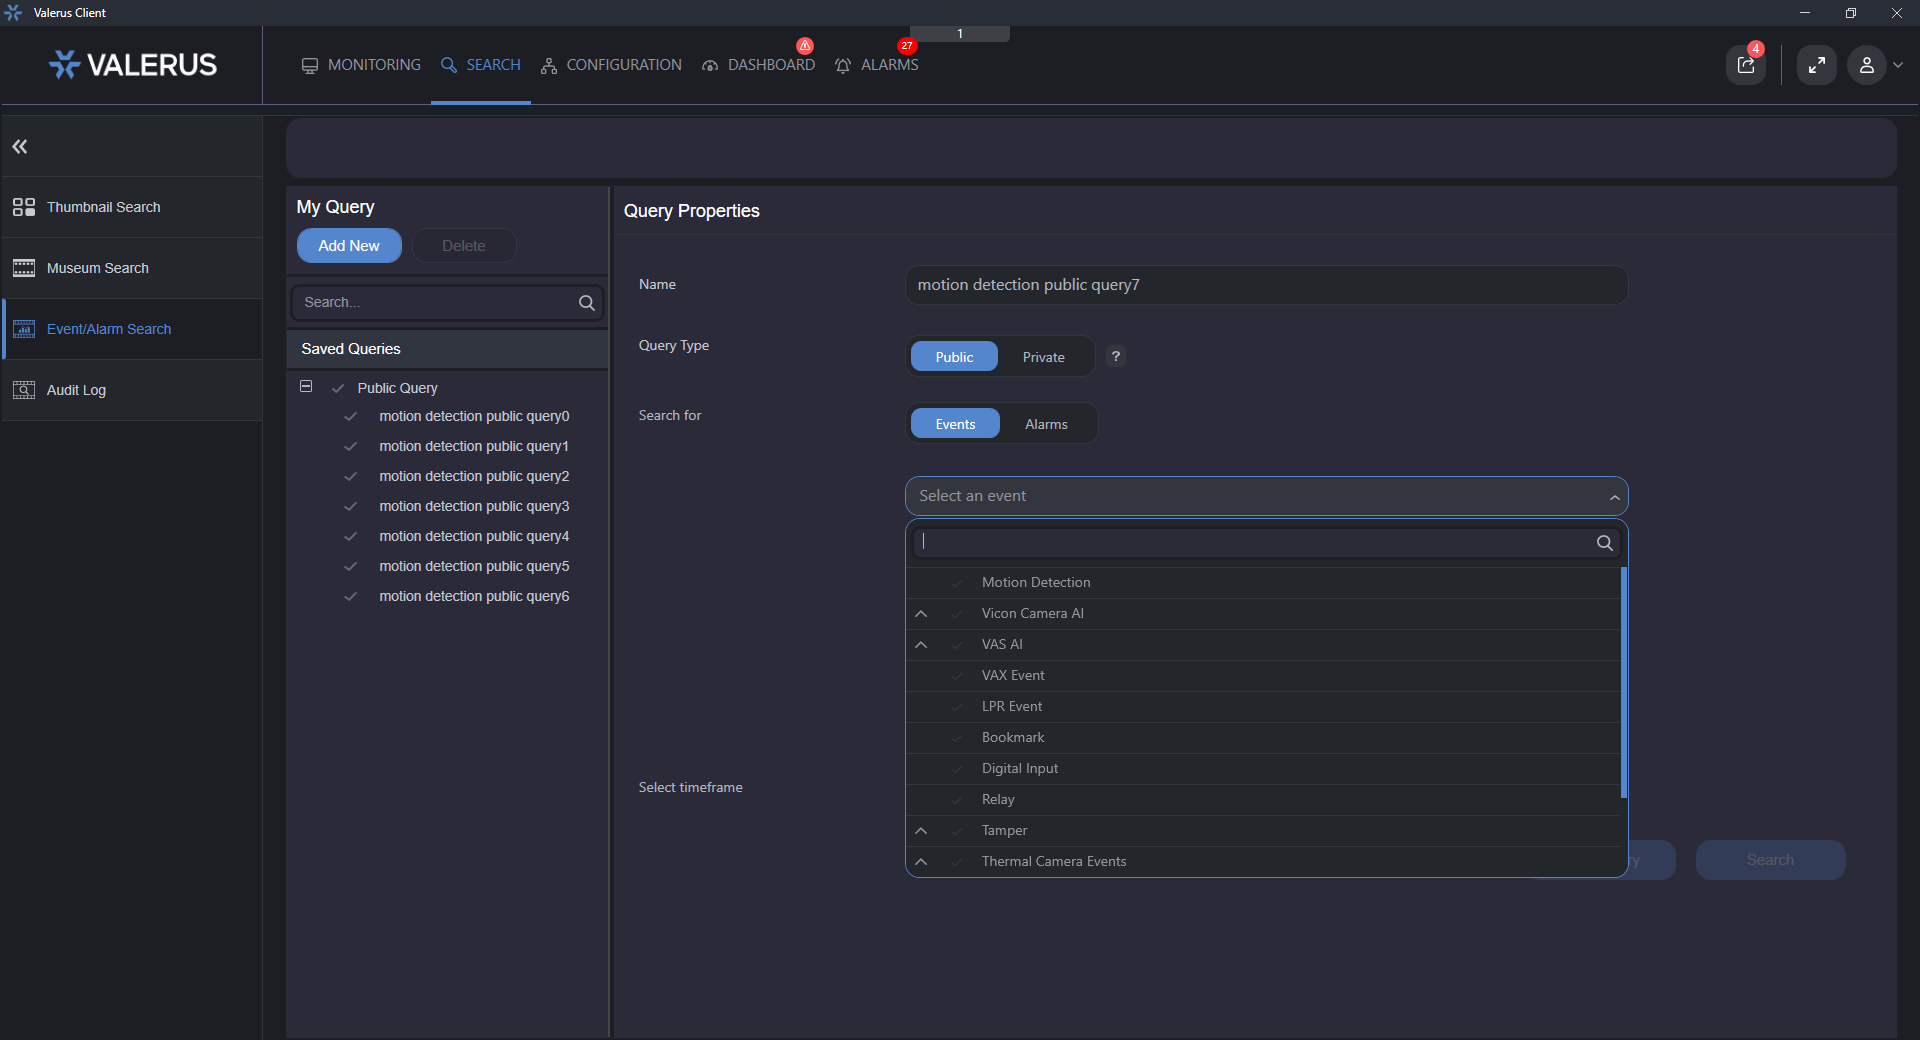 Valerus Client
1
VALERUS
MONITORING
SEARCH
CONFIGURATION
DASHBOARD
27
ALARMS
4
Thumbnail Search
Museum Search
Event/Alarm Search
Audit Log
My Query
Add New
Delete
Search...
Saved Queries
Public Query
motion detection public query0
motion detection public query1
motion detection public query2
motion detection public query3
motion detection public query4
motion detection public query5
motion detection public query6
Query Properties
Name
motion detection public query7
Query Type
Public
Private
?
Search for
Events
Alarms
Select an event
Motion Detection
Vicon Camera AI
VAS AI
VAX Event
LPR Event
Bookmark
Digital Input
Relay
Tamper
Thermal Camera Events
Select timeframe
Search